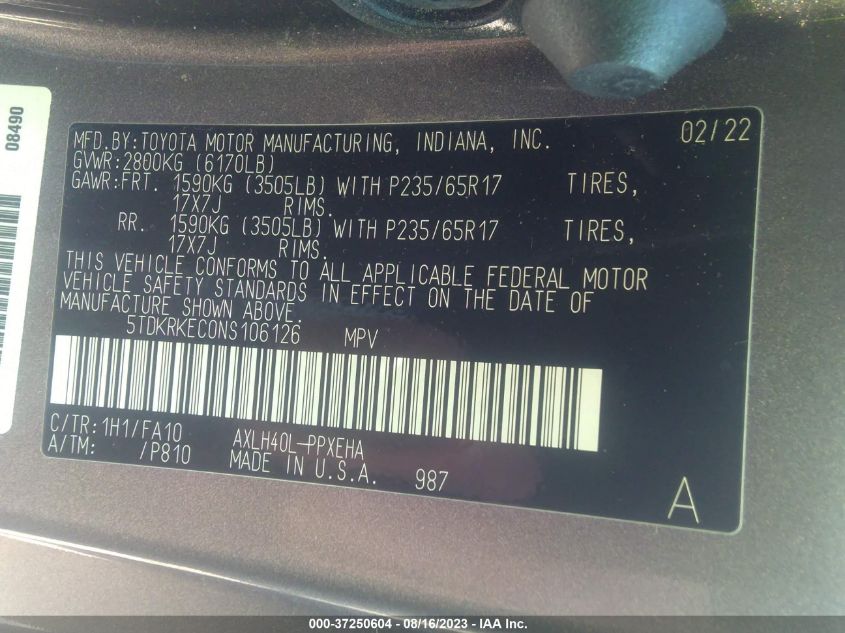 08490
MFD.BY:TOYOTA MOTOR MANUFACTURING, INDIANA, INC. 02/22
GVWR:2800KG (6170LB)
GAWR:FRT. 1590KG (3505LB) WITH P235/65R17 TIRES,
17X7J RIMS.
RR. 1590KG (3505LB) WITH P235/65R17 TIRES,
17X7J RIMS.
THIS VEHICLE CONFORMS TO ALL APPLICABLE FEDERAL MOTOR
VEHICLE SAFETY STANDARDS IN EFFECT ON THE DATE OF
MANUFACTURE SHOWN ABOVE.
5TDKRKEC0NS106126 MPV
C/TR: 1H1/FA10 AXLH40L-PPXEHA
A/TM: /P810 MADE IN U.S.A. 987
A
000-37250604 - 08/16/2023 - IAA Inc.